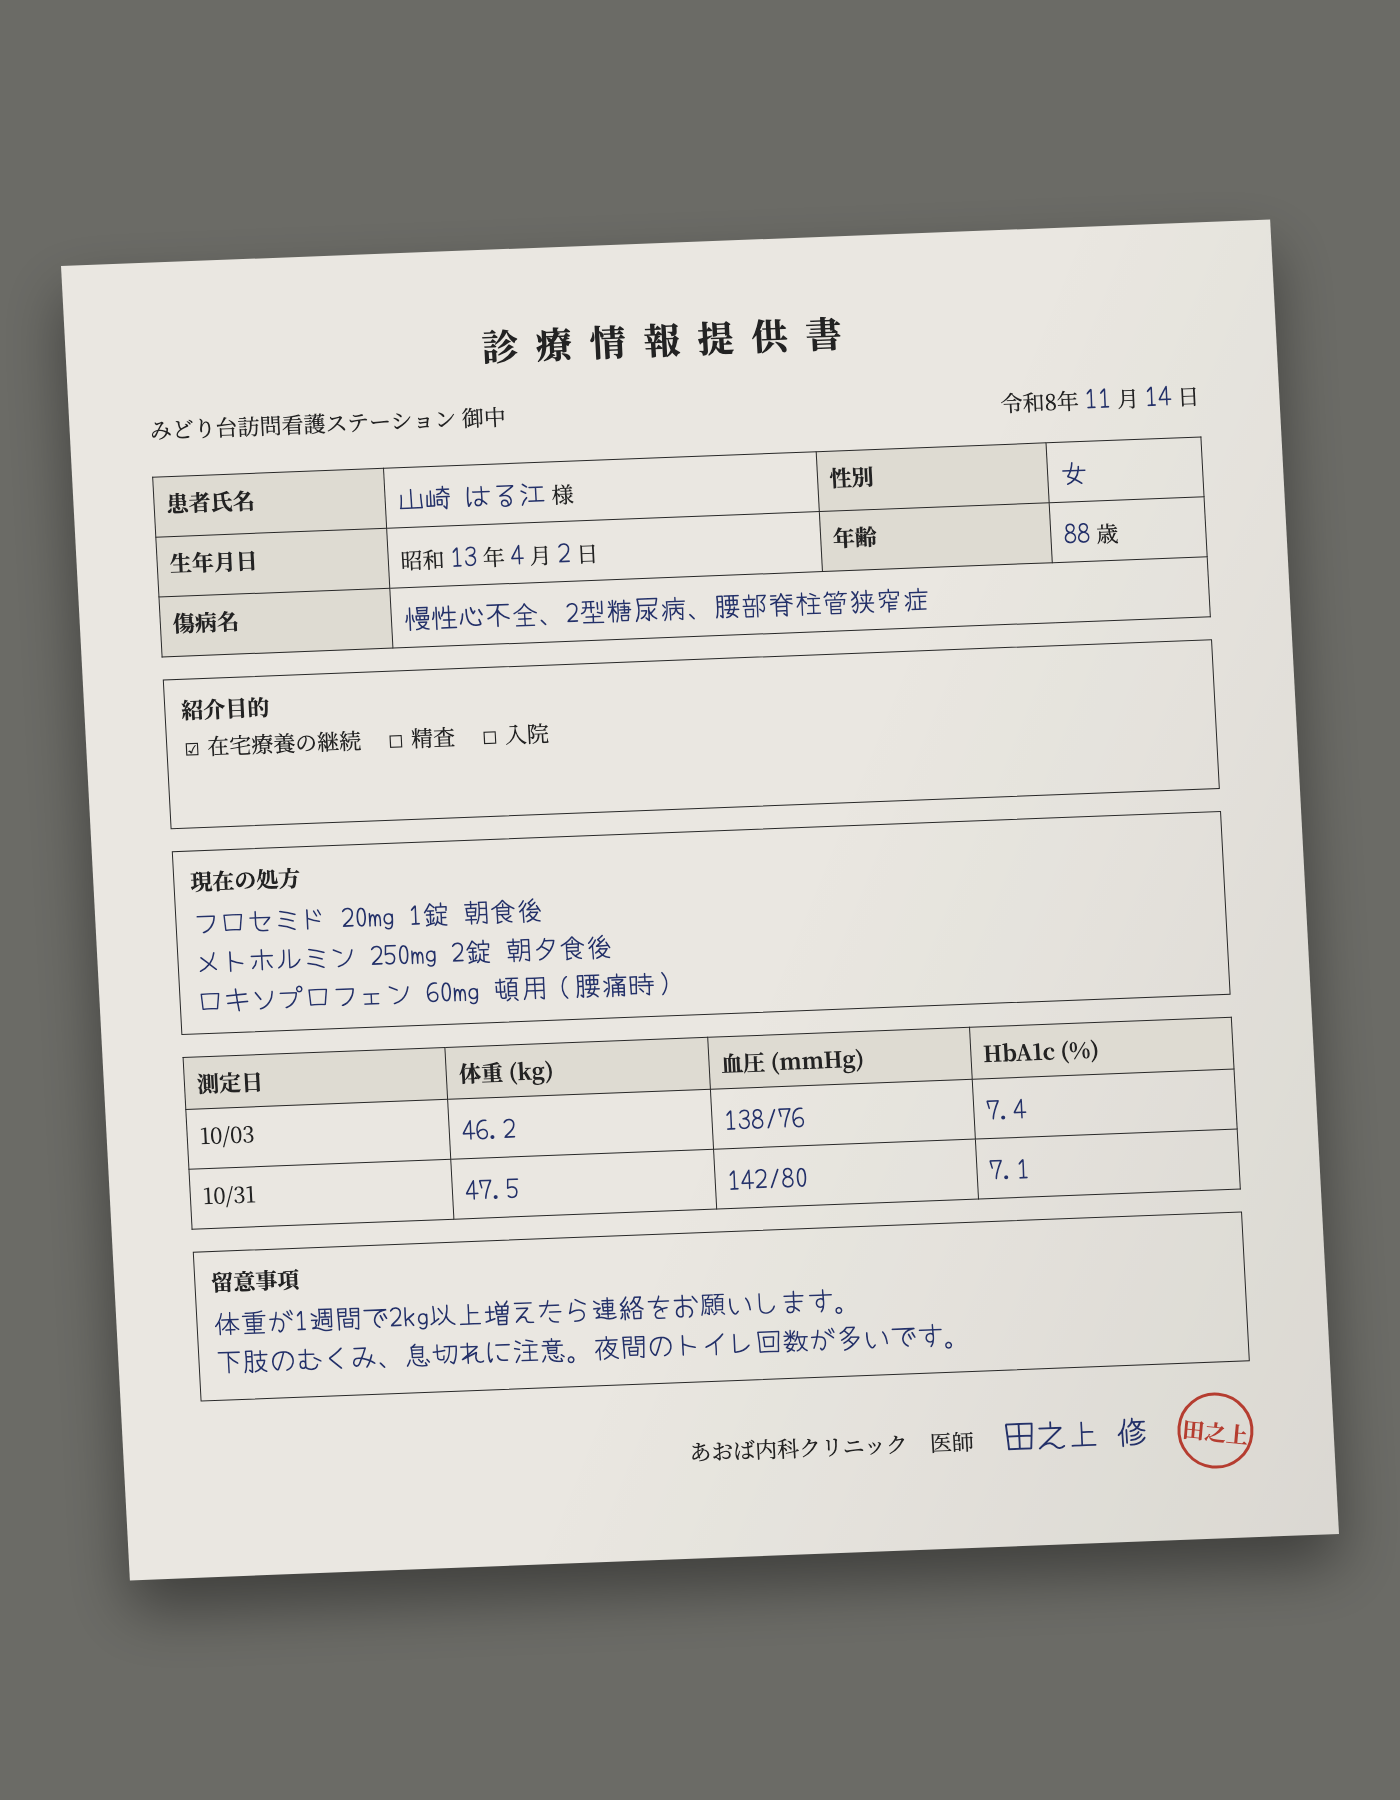 診療情報提供書
みどり台訪問看護ステーション 御中
令和8年 11 月 14 日
患者氏名 山崎 はる江 様 性別 女
生年月日 昭和 13 年 4 月 2 日 年齢 88 歳
傷病名 慢性心不全、2型糖尿病、腰部脊柱管狭窄症
紹介目的
☑ 在宅療養の継続 □ 精査 □ 入院
現在の処方
フロセミド 20mg 1錠 朝食後
メトホルミン 250mg 2錠 朝夕食後
ロキソプロフェン 60mg 頓用（腰痛時）
測定日 体重 (kg) 血圧 (mmHg) HbA1c (%)
10/03 46.2 138/76 7.4
10/31 47.5 142/80 7.1
留意事項
体重が1週間で2kg以上増えたら連絡をお願いします。
下肢のむくみ、息切れに注意。夜間のトイレ回数が多いです。
あおば内科クリニック 医師 田之上 修 田之上